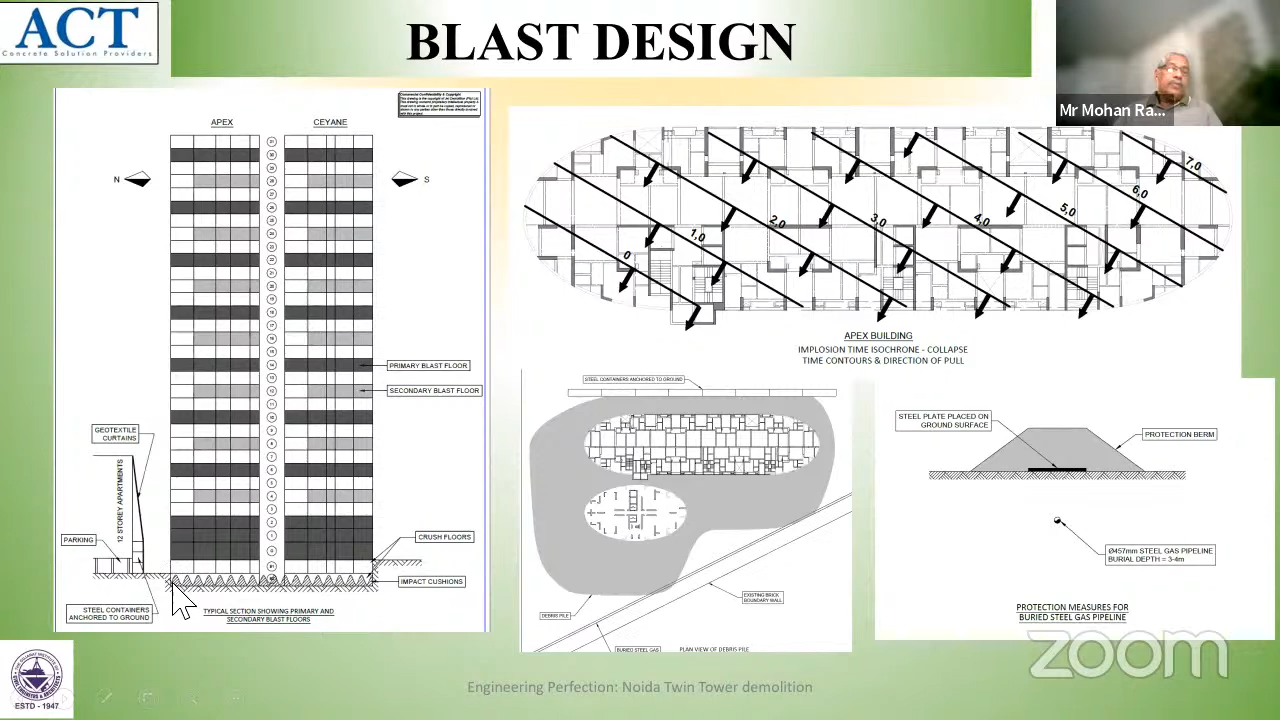 ACT
Concrete Solution Providers
BLAST DESIGN
Mr Mohan Ra...
Commercial Confidentiality & Copyright
APEX
CEYANE
N
S
PRIMARY BLAST FLOOR
SECONDARY BLAST FLOOR
GEOTEXTILE
CURTAINS
12 STOREY APARTMENTS
PARKING
CRUSH FLOORS
IMPACT CUSHIONS
STEEL CONTAINERS
ANCHORED TO GROUND
TYPICAL SECTION SHOWING PRIMARY AND
SECONDARY BLAST FLOORS
0
1,0
2,0
3,0
4,0
5,0
6,0
7,0
APEX BUILDING
IMPLOSION TIME ISOCHRONE - COLLAPSE
TIME CONTOURS & DIRECTION OF PULL
STEEL CONTAINERS ANCHORED TO GROUND
EXISTING BRICK
BOUNDARY WALL
DEBRIS PILE
BURIED STEEL GAS
PLAN VIEW OF DEBRIS PILE
STEEL PLATE PLACED ON
GROUND SURFACE
PROTECTION BERM
Ø457mm STEEL GAS PIPELINE
BURIAL DEPTH = 3-4m
PROTECTION MEASURES FOR
BURIED STEEL GAS PIPELINE
zoom
ESTD - 1947
Engineering Perfection: Noida Twin Tower demolition